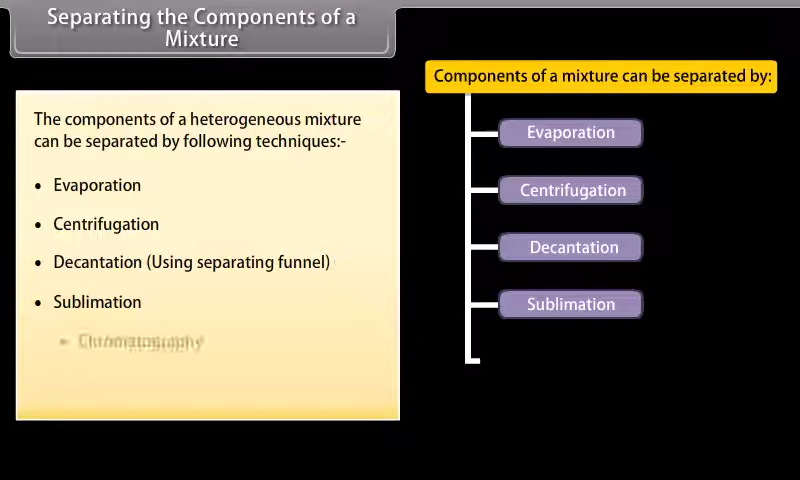 Separating the Components of a
Mixture
The components of a heterogeneous mixture
can be separated by following techniques:-
• Evaporation
• Centrifugation
• Decantation (Using separating funnel)
• Sublimation
• Chromatography
Components of a mixture can be separated by:
Evaporation
Centrifugation
Decantation
Sublimation